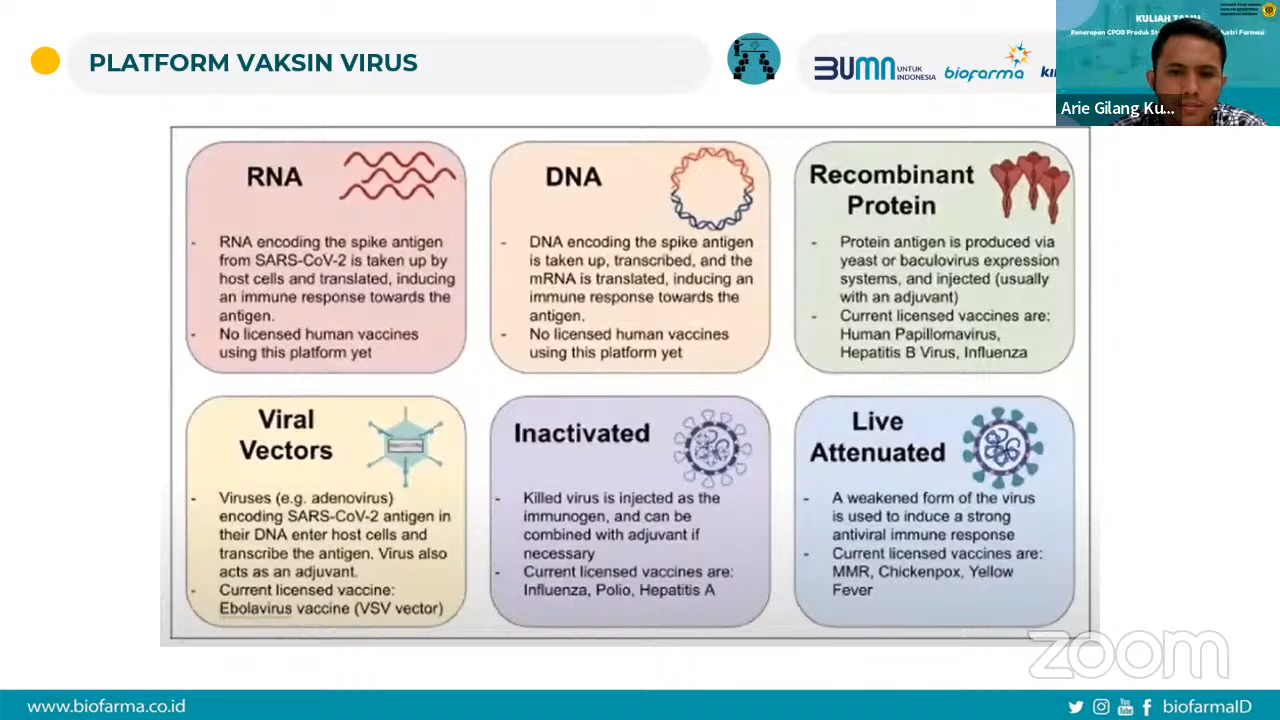 PLATFORM VAKSIN VIRUS
BUMN UNTUK INDONESIA
biofarma
KULIAH TAMU
Arie Gilang Ku...
RNA
- RNA encoding the spike antigen
from SARS-CoV-2 is taken up by
host cells and translated, inducing
an immune response towards the
antigen.
- No licensed human vaccines
using this platform yet
DNA
- DNA encoding the spike antigen
is taken up, transcribed, and the
mRNA is translated, inducing an
immune response towards the
antigen.
- No licensed human vaccines
using this platform yet
Recombinant
Protein
- Protein antigen is produced via
yeast or baculovirus expression
systems, and injected (usually
with an adjuvant)
- Current licensed vaccines are:
Human Papillomavirus,
Hepatitis B Virus, Influenza
Viral
Vectors
- Viruses (e.g. adenovirus)
encoding SARS-CoV-2 antigen in
their DNA enter host cells and
transcribe the antigen. Virus also
acts as an adjuvant.
- Current licensed vaccine:
Ebolavirus vaccine (VSV vector)
Inactivated
- Killed virus is injected as the
immunogen, and can be
combined with adjuvant if
necessary
- Current licensed vaccines are:
Influenza, Polio, Hepatitis A
Live
Attenuated
- A weakened form of the virus
is used to induce a strong
antiviral immune response
- Current licensed vaccines are:
MMR, Chickenpox, Yellow
Fever
zoom
www.biofarma.co.id
biofarmaID